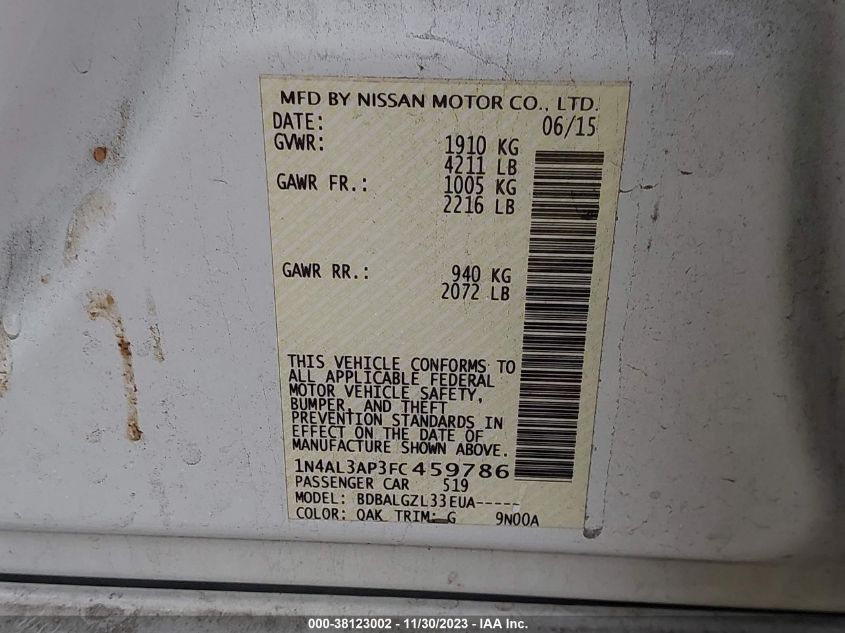 MFD BY NISSAN MOTOR CO., LTD.
DATE: 06/15
GVWR: 1910 KG
4211 LB
GAWR FR.: 1005 KG
2216 LB
GAWR RR.: 940 KG
2072 LB
THIS VEHICLE CONFORMS TO
ALL APPLICABLE FEDERAL
MOTOR VEHICLE SAFETY,
BUMPER, AND THEFT
PREVENTION STANDARDS IN
EFFECT ON THE DATE OF
MANUFACTURE SHOWN ABOVE.
1N4AL3AP3FC459786
PASSENGER CAR 519
MODEL: BDBALGZL33EUA-----
COLOR: QAK TRIM: G 9N00A
000-38123002 - 11/30/2023 - IAA Inc.